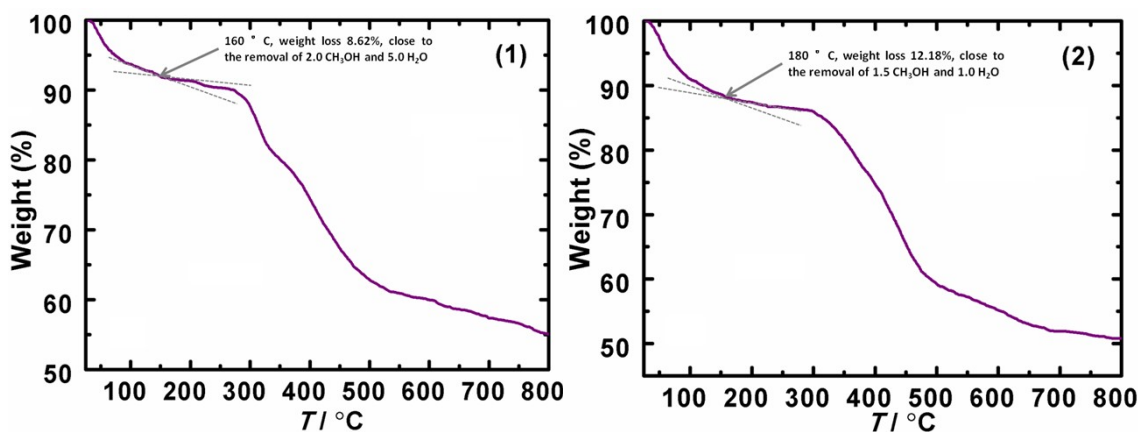 100
90
80
70
60
50
Weight (%)
160 ° C, weight loss 8.62%, close to
the removal of 2.0 CH₃OH and 5.0 H₂O
(1)
100 200 300 400 500 600 700 800
T / °C
100
90
80
70
60
50
Weight (%)
180 ° C, weight loss 12.18%, close to
the removal of 1.5 CH₃OH and 1.0 H₂O
(2)
100 200 300 400 500 600 700 800
T / °C